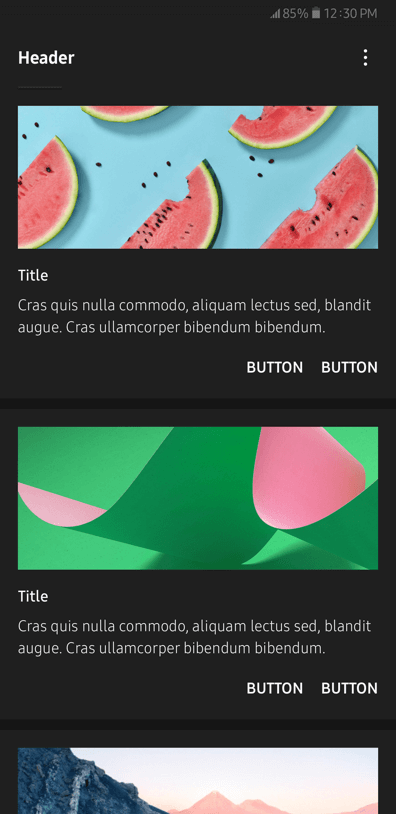 85% 12:30 PM
Header
Title
Cras quis nulla commodo, aliquam lectus sed, blandit
augue. Cras ullamcorper bibendum bibendum.
BUTTON BUTTON
Title
Cras quis nulla commodo, aliquam lectus sed, blandit
augue. Cras ullamcorper bibendum bibendum.
BUTTON BUTTON